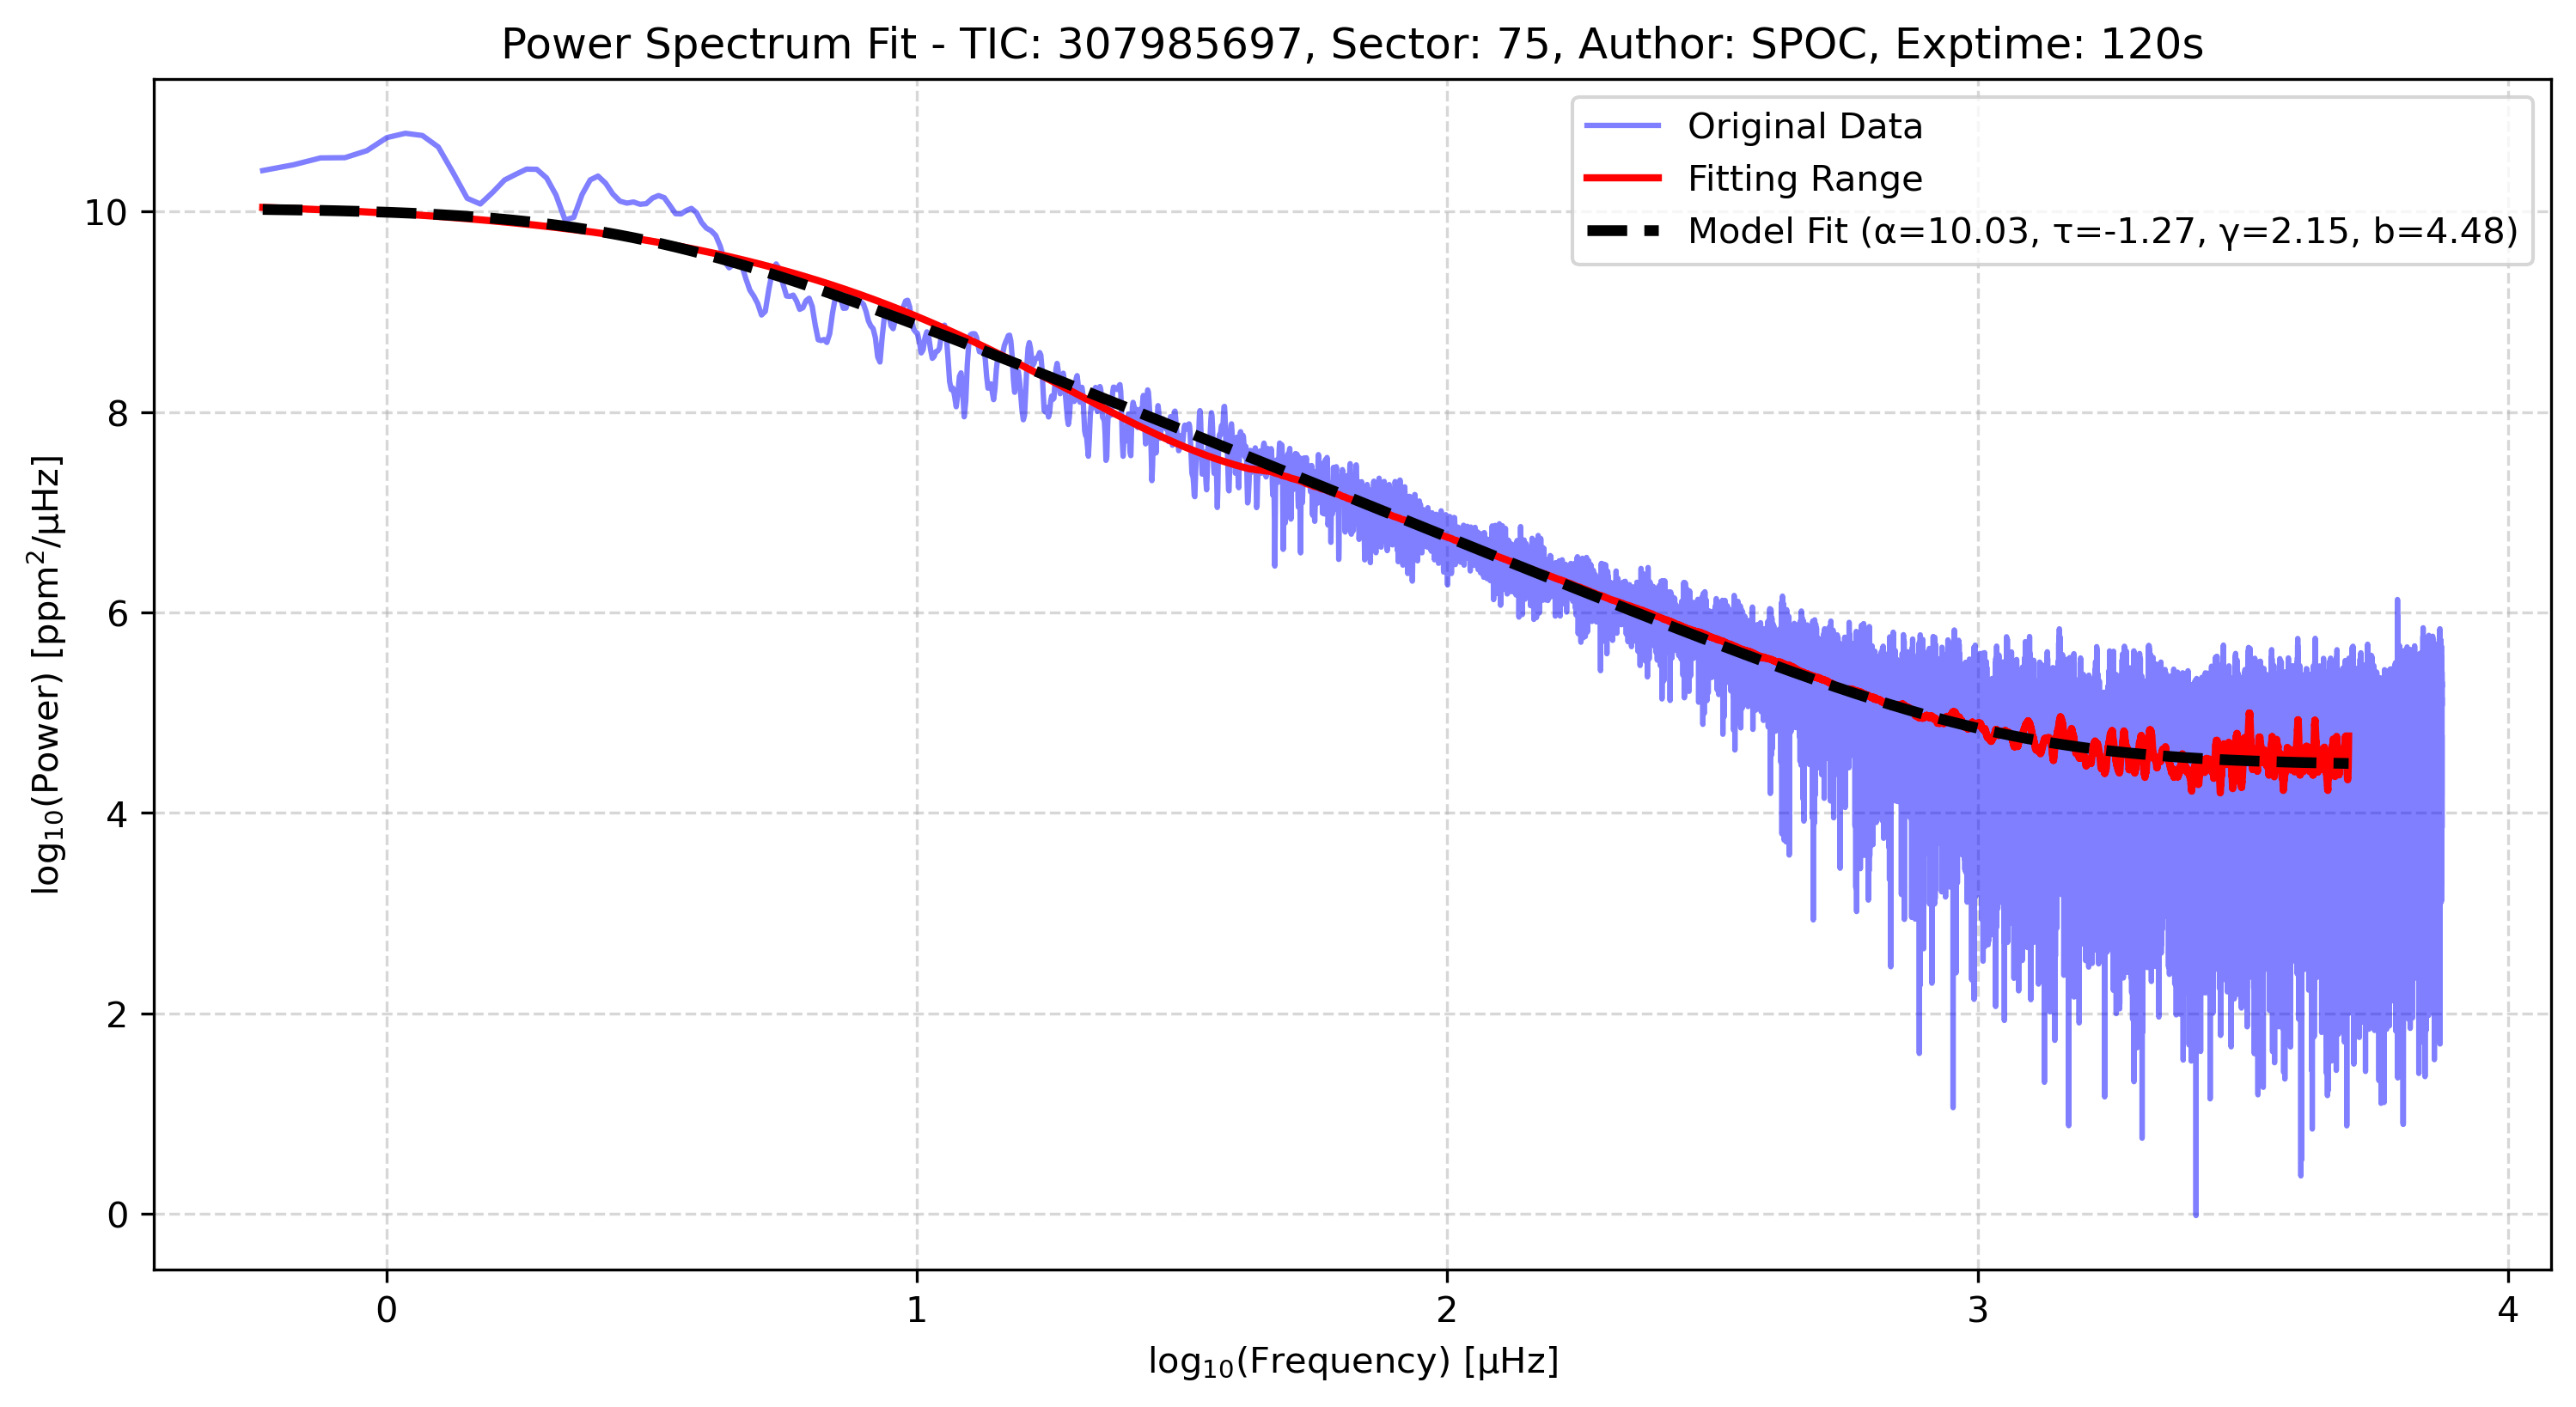 Power Spectrum Fit - TIC: 307985697, Sector: 75, Author: SPOC, Exptime: 120s
Original Data
Fitting Range
Model Fit (α=10.03, τ=-1.27, γ=2.15, b=4.48)
log₁₀(Power) [ppm²/μHz]
10
8
6
4
2
0
0 1 2 3 4
log₁₀(Frequency) [μHz]